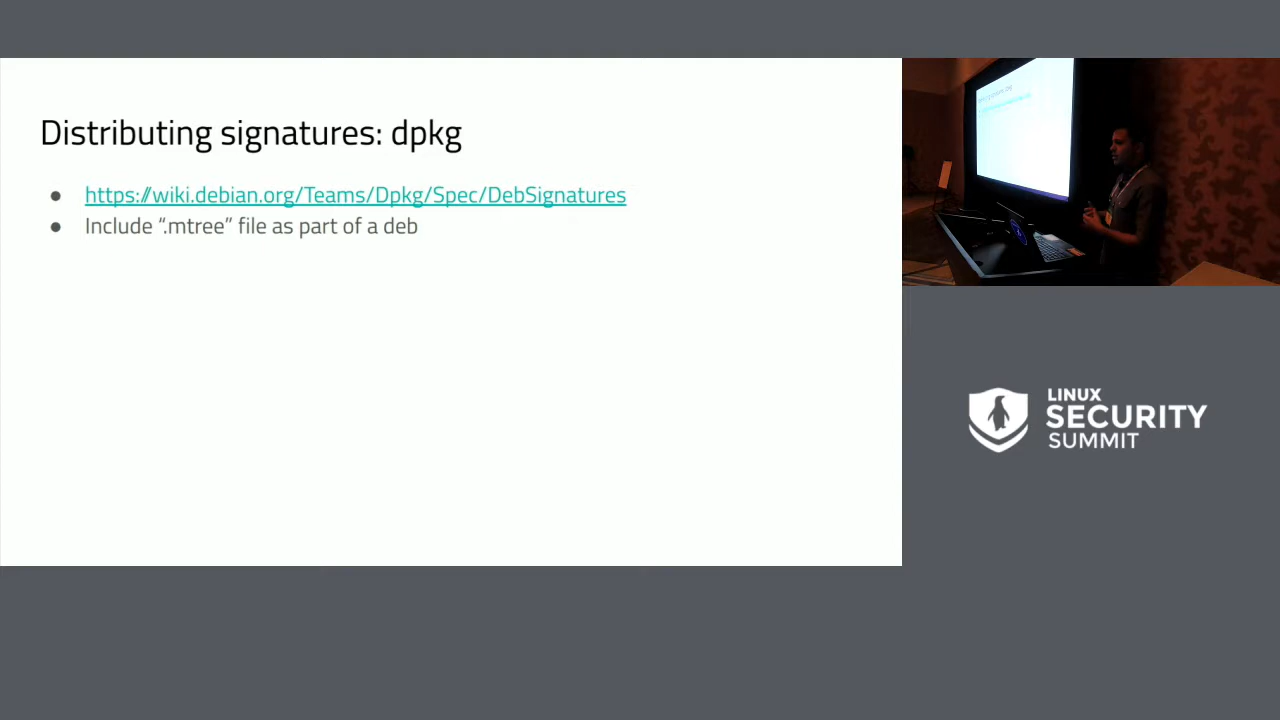 Distributing signatures: dpkg
● https://wiki.debian.org/Teams/Dpkg/Spec/DebSignatures
● Include “.mtree” file as part of a deb
LINUX
SECURITY
SUMMIT